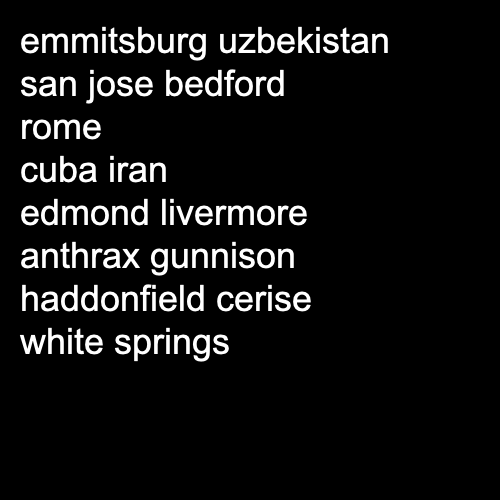 emmitsburg uzbekistan
san jose bedford
rome
cuba iran
edmond livermore
anthrax gunnison
haddonfield cerise
white springs